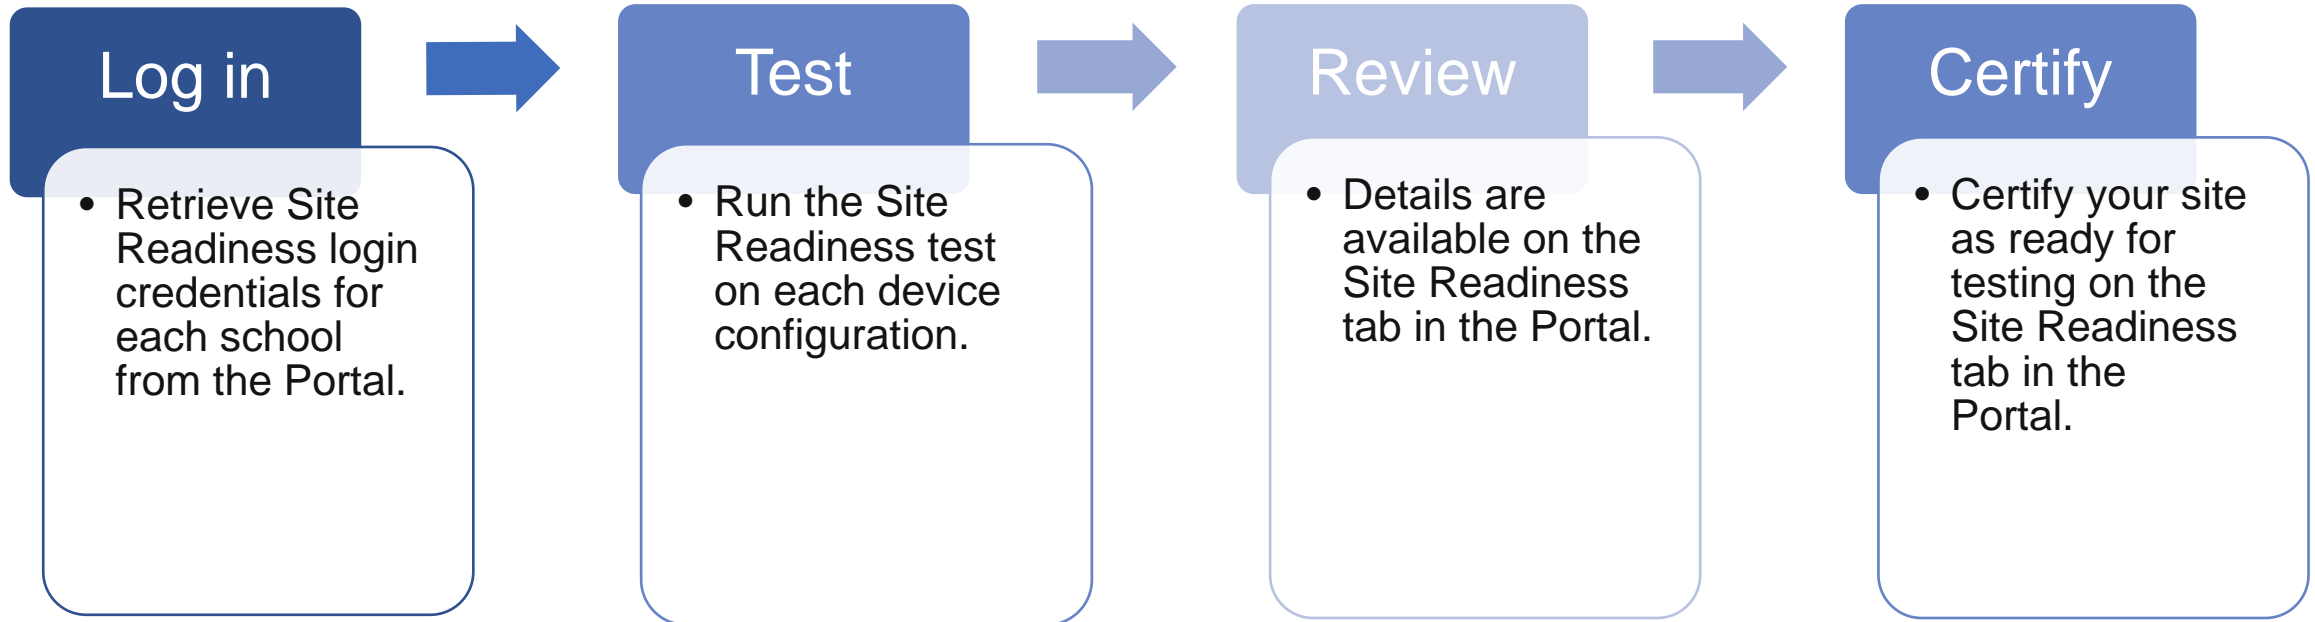 Log in
• Retrieve Site
Readiness login
credentials for
each school
from the Portal.
Test
• Run the Site
Readiness test
on each device
configuration.
Review
• Details are
available on the
Site Readiness
tab in the Portal.
Certify
• Certify your site
as ready for
testing on the
Site Readiness
tab in the
Portal.